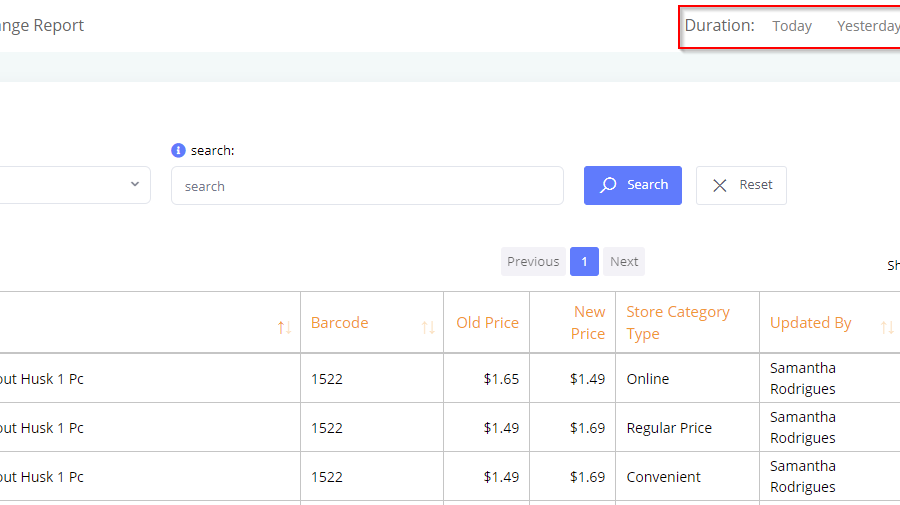 ange Report
Duration: Today Yesterday
search:
search
Search Reset
Previous 1 Next
Sh
Barcode Old Price New Price Store Category Type Updated By
out Husk 1 Pc 1522 $1.65 $1.49 Online Samantha Rodrigues
out Husk 1 Pc 1522 $1.49 $1.69 Regular Price Samantha Rodrigues
out Husk 1 Pc 1522 $1.49 $1.69 Convenient Samantha Rodrigues